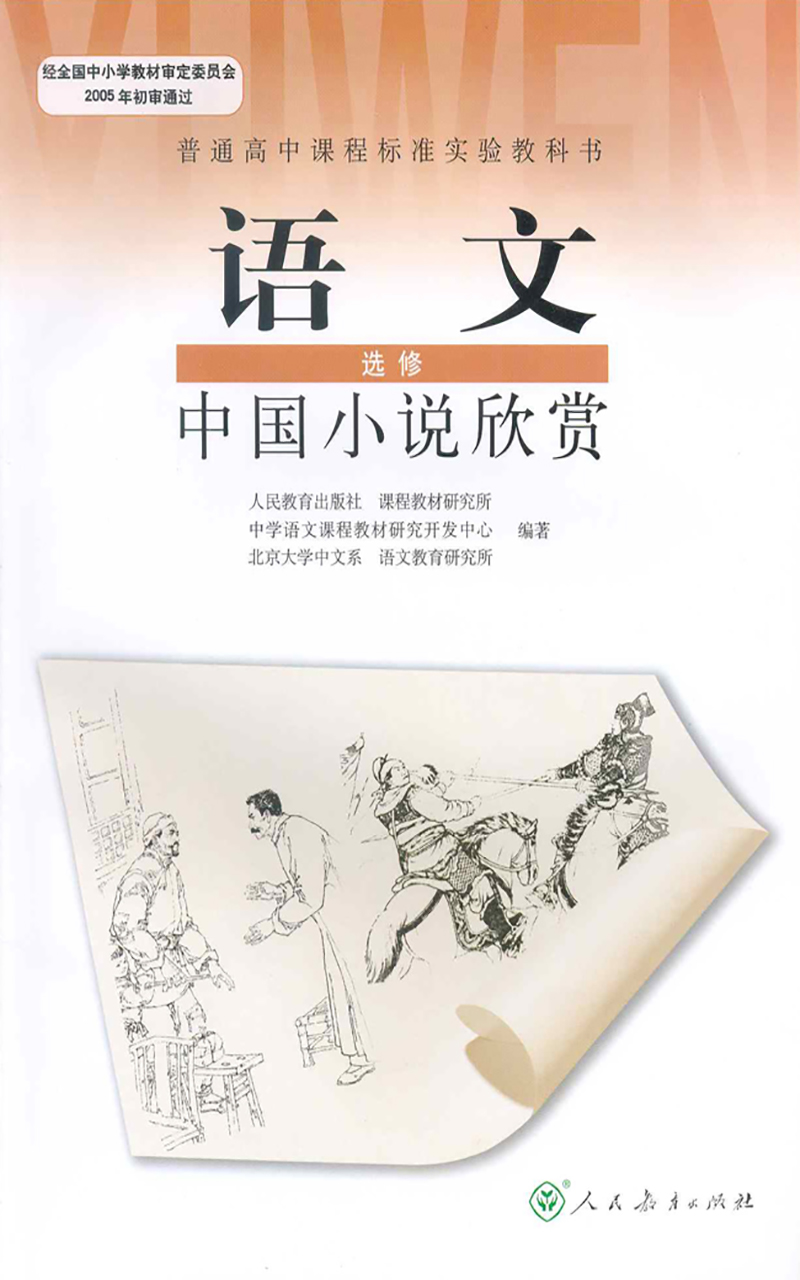 YUWEN
经全国中小学教材审定委员会
2005年初审通过
普通高中课程标准实验教科书
语文
选修
中国小说欣赏
人民教育出版社 课程教材研究所
中学语文课程教材研究开发中心 编著
北京大学中文系 语文教育研究所
®人民教育出版社